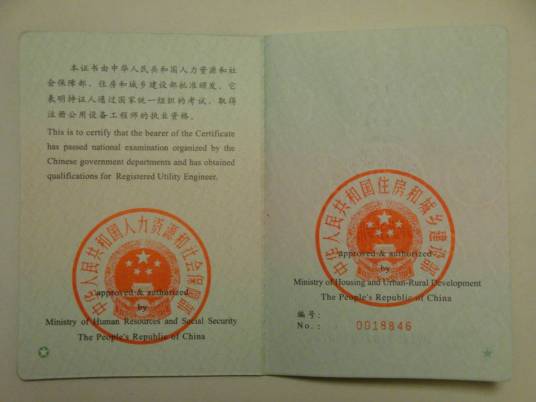 本证书由中华人民共和国人力资源和社
会保障部、住房和城乡建设部批准颁发。它
表明持证人通过国家统一组织的考试，取得
注册公用设备工程师的执业资格。
This is to certify that the bearer of the Certificate
has passed national examination organized by the
Chinese government departments and has obtained
qualifications for Registered Utility Engineer.
中华人民共和国人力资源和社会保障部
approved & authorized
by
Ministry of Human Resources and Social Security
The People's Republic of China
中华人民共和国住房和城乡建设部
approved & authorized
by
Ministry of Housing and Urban-Rural Development
The People's Republic of China
编号:
No.: 0018846